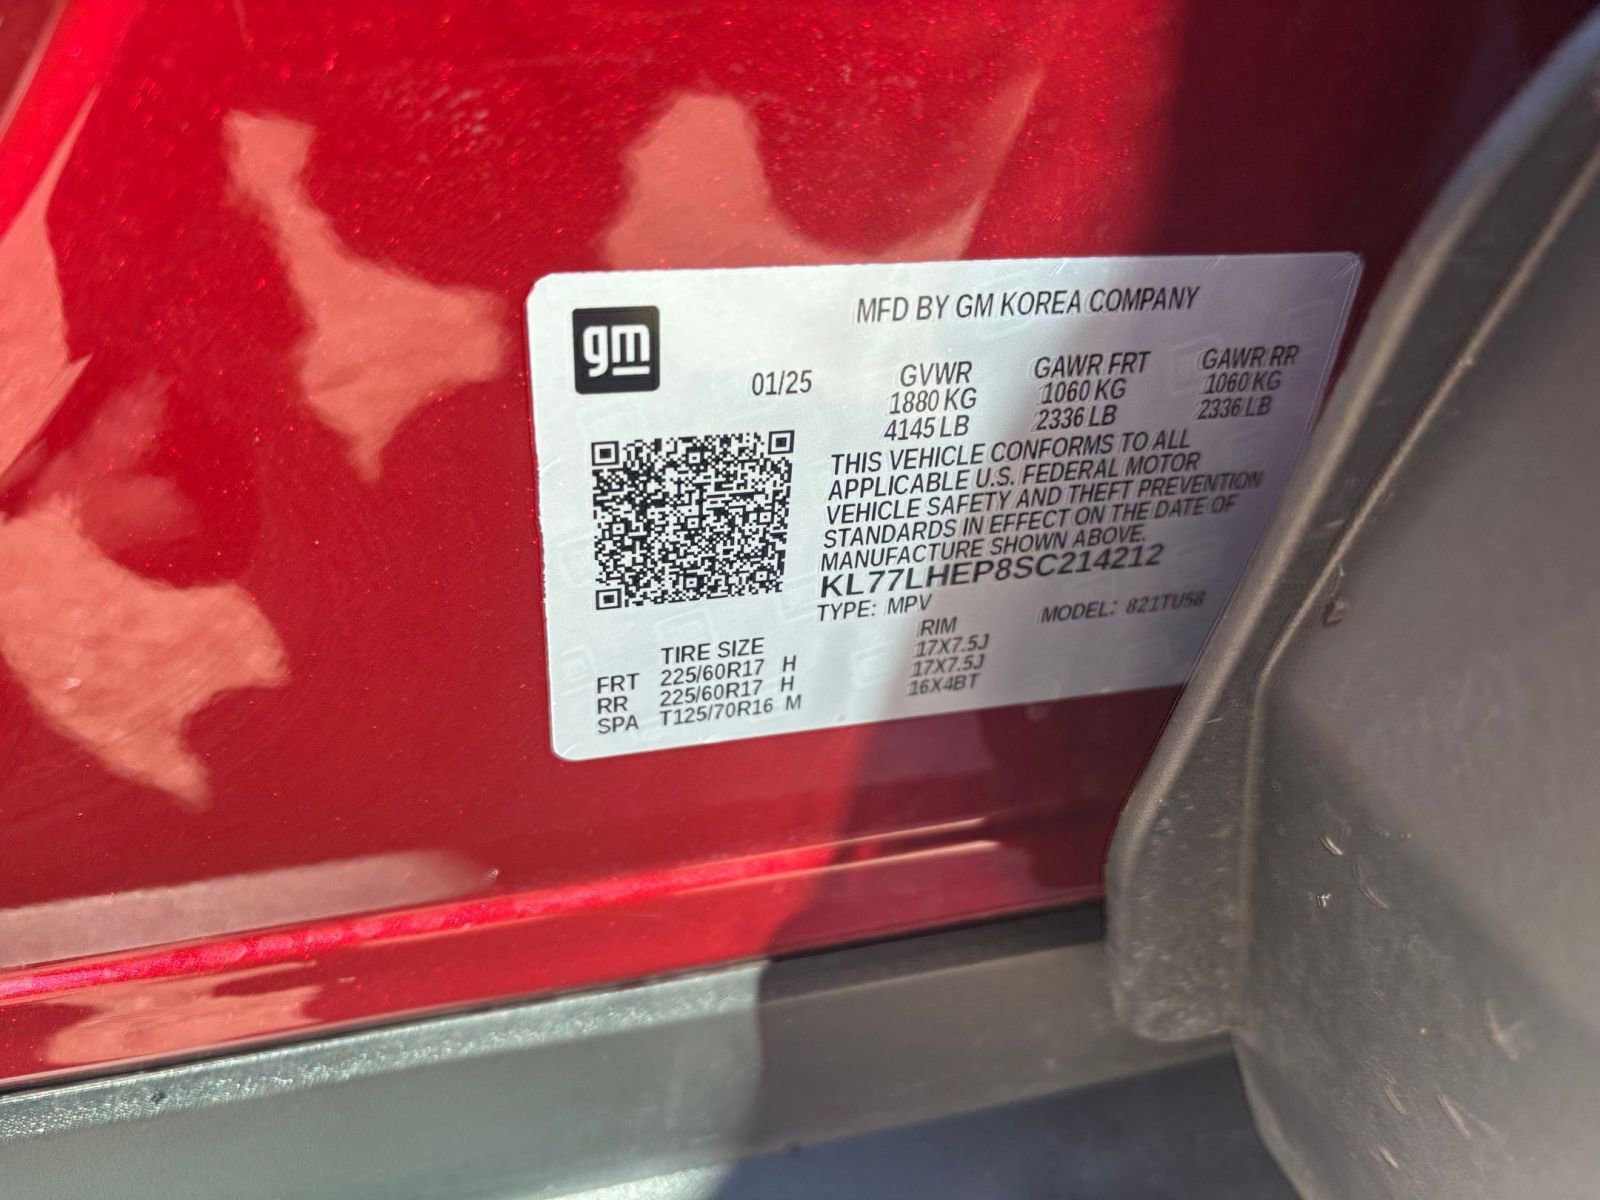 gm
MFD BY GM KOREA COMPANY
01/25
GVWR GAWR FRT GAWR RR
1880 KG 1060 KG 1060 KG
4145 LB 2336 LB 2336 LB
THIS VEHICLE CONFORMS TO ALL
APPLICABLE U.S. FEDERAL MOTOR
VEHICLE SAFETY AND THEFT PREVENTION
STANDARDS IN EFFECT ON THE DATE OF
MANUFACTURE SHOWN ABOVE.
KL77LHEP8SC214212
TYPE: MPV MODEL: 821TU58
TIRE SIZE RIM
FRT 225/60R17 H 17X7.5J
RR 225/60R17 H 17X7.5J
SPA T125/70R16 M 16X4BT